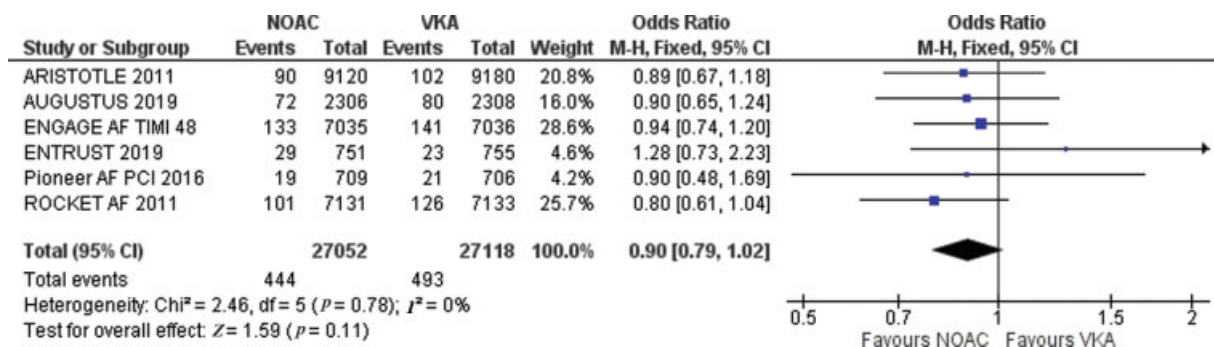 NOAC VKA Odds Ratio Odds Ratio
Study or Subgroup Events Total Events Total Weight M-H, Fixed, 95% CI M-H, Fixed, 95% CI
ARISTOTLE 2011 90 9120 102 9180 20.8% 0.89 [0.67, 1.18]
AUGUSTUS 2019 72 2306 80 2308 16.0% 0.90 [0.65, 1.24]
ENGAGE AF TIMI 48 133 7035 141 7036 28.6% 0.94 [0.74, 1.20]
ENTRUST 2019 29 751 23 755 4.6% 1.28 [0.73, 2.23]
Pioneer AF PCI 2016 19 709 21 706 4.2% 0.90 [0.48, 1.69]
ROCKET AF 2011 101 7131 126 7133 25.7% 0.80 [0.61, 1.04]
Total (95% CI) 27052 27118 100.0% 0.90 [0.79, 1.02]
Total events 444 493
Heterogeneity: Chi² = 2.46, df = 5 (P = 0.78); I² = 0%
Test for overall effect: Z = 1.59 (p = 0.11)
0.5 0.7 1 1.5 2
Favours NOAC Favours VKA